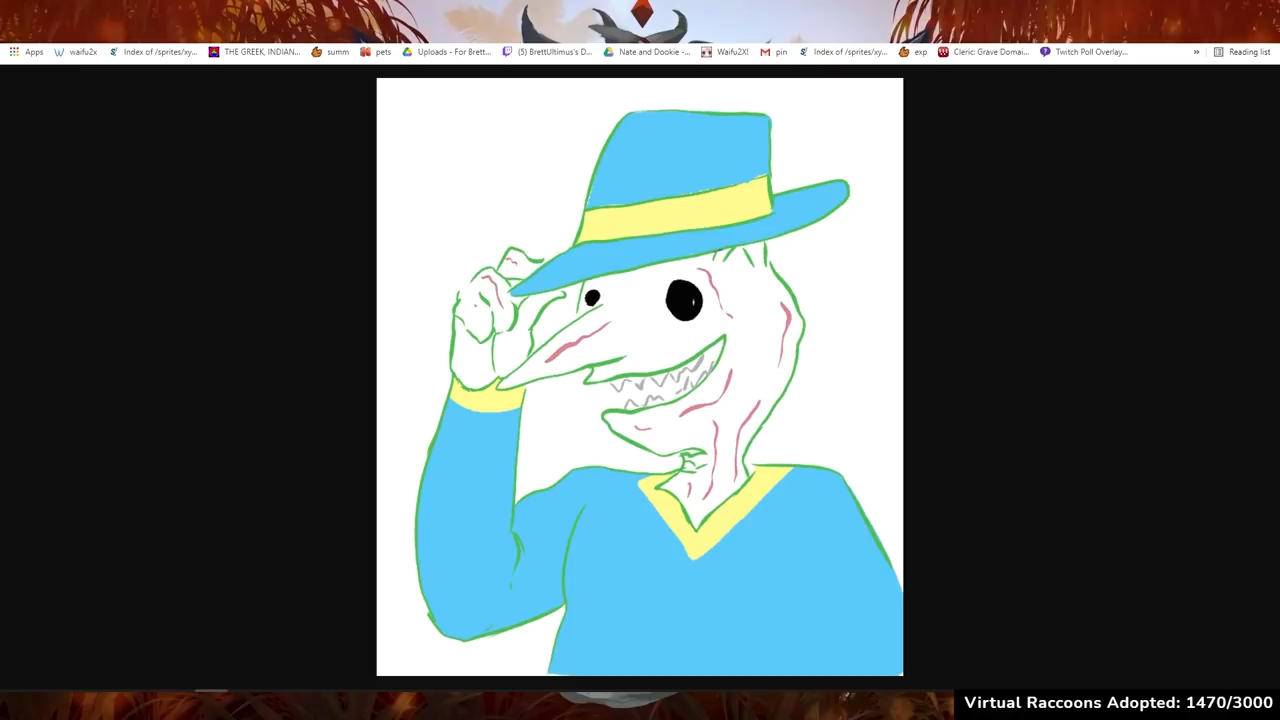 Apps waifu2x Index of /sprites/xy... THE GREEK, INDIAN... summ pets Uploads - For Brett... (5) BrettUltimus's D... Nate and Dookie -... Waifu2X! pin Index of /sprites/xy... exp Cleric: Grave Domai... Twitch Poll Overlay... » Reading list
Virtual Raccoons Adopted: 1470/3000